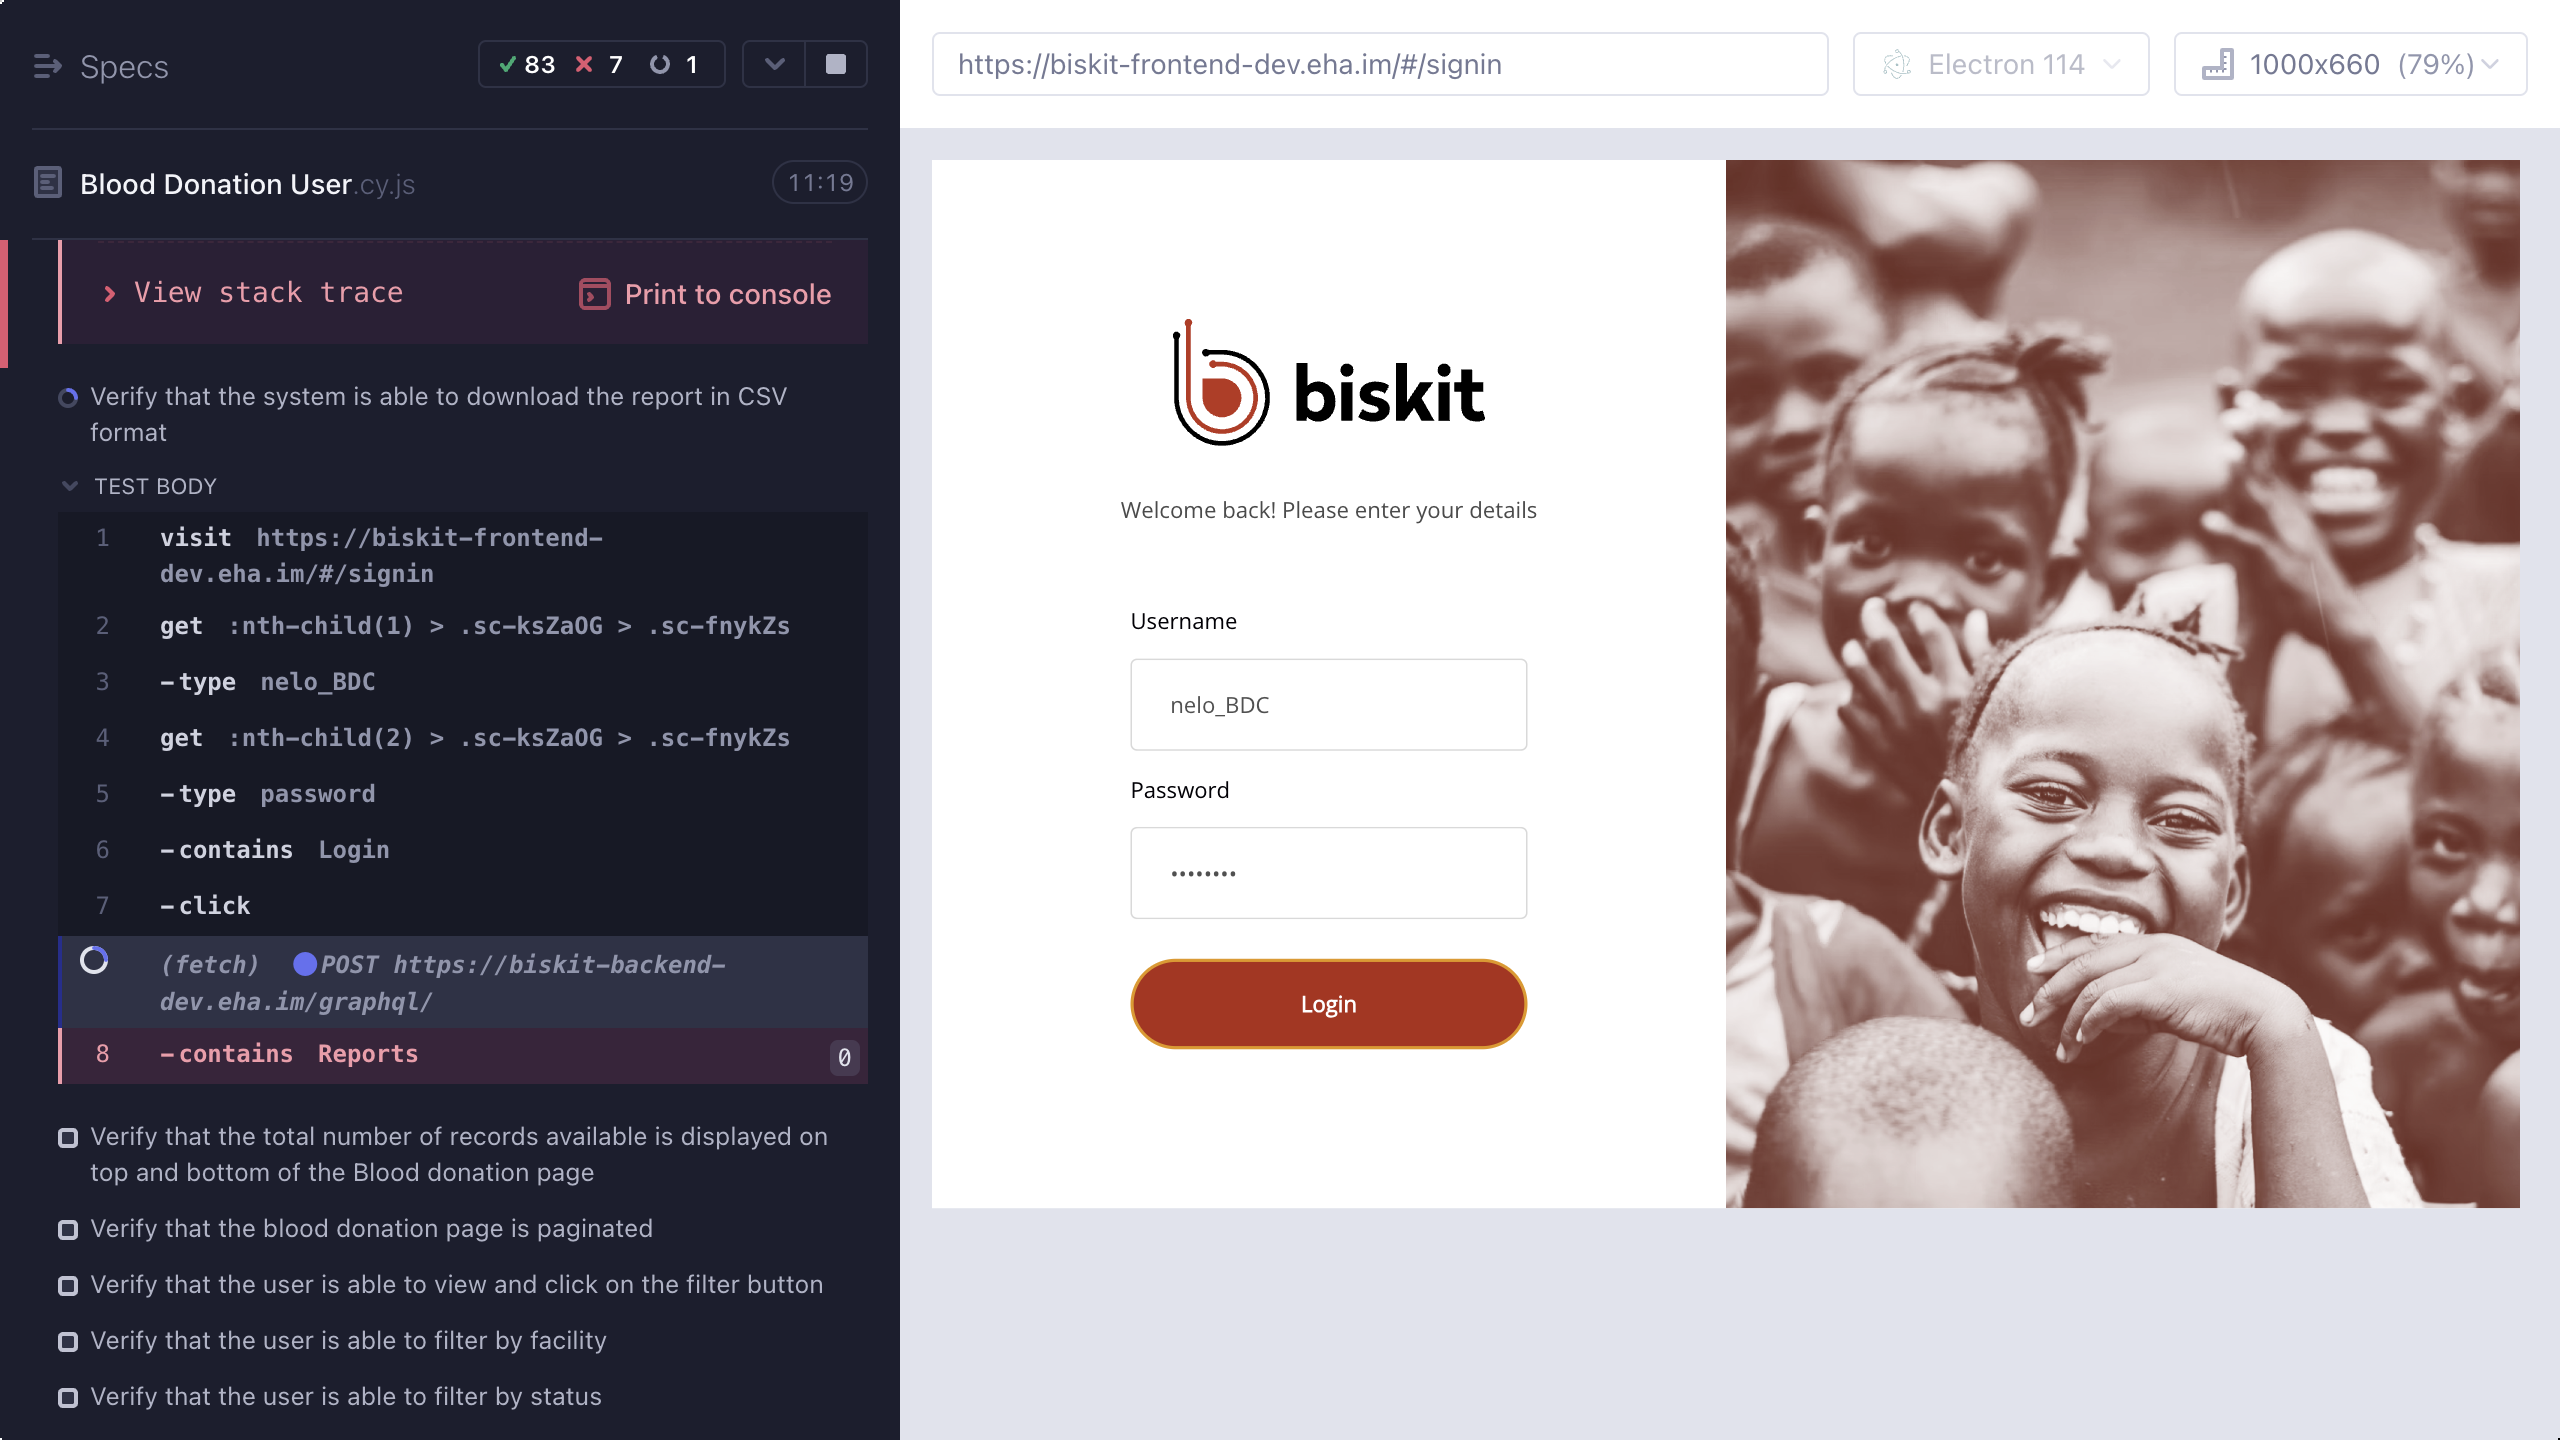 Specs
83 7 1
Blood Donation User.cy.js
11:19
View stack trace
Print to console
Verify that the system is able to download the report in CSV
format
TEST BODY
1 visit https://biskit-frontend-
dev.eha.im/#/signin
2 get :nth-child(1) > .sc-ksZaOG > .sc-fnykZs
3 -type nelo_BDC
4 get :nth-child(2) > .sc-ksZaOG > .sc-fnykZs
5 -type password
6 -contains Login
7 -click
(fetch) POST https://biskit-backend-
dev.eha.im/graphql/
8 -contains Reports 0
Verify that the total number of records available is displayed on
top and bottom of the Blood donation page
Verify that the blood donation page is paginated
Verify that the user is able to view and click on the filter button
Verify that the user is able to filter by facility
Verify that the user is able to filter by status
https://biskit-frontend-dev.eha.im/#/signin
Electron 114
1000x660 (79%)
biskit
Welcome back! Please enter your details
Username
nelo_BDC
Password
••••••••
Login